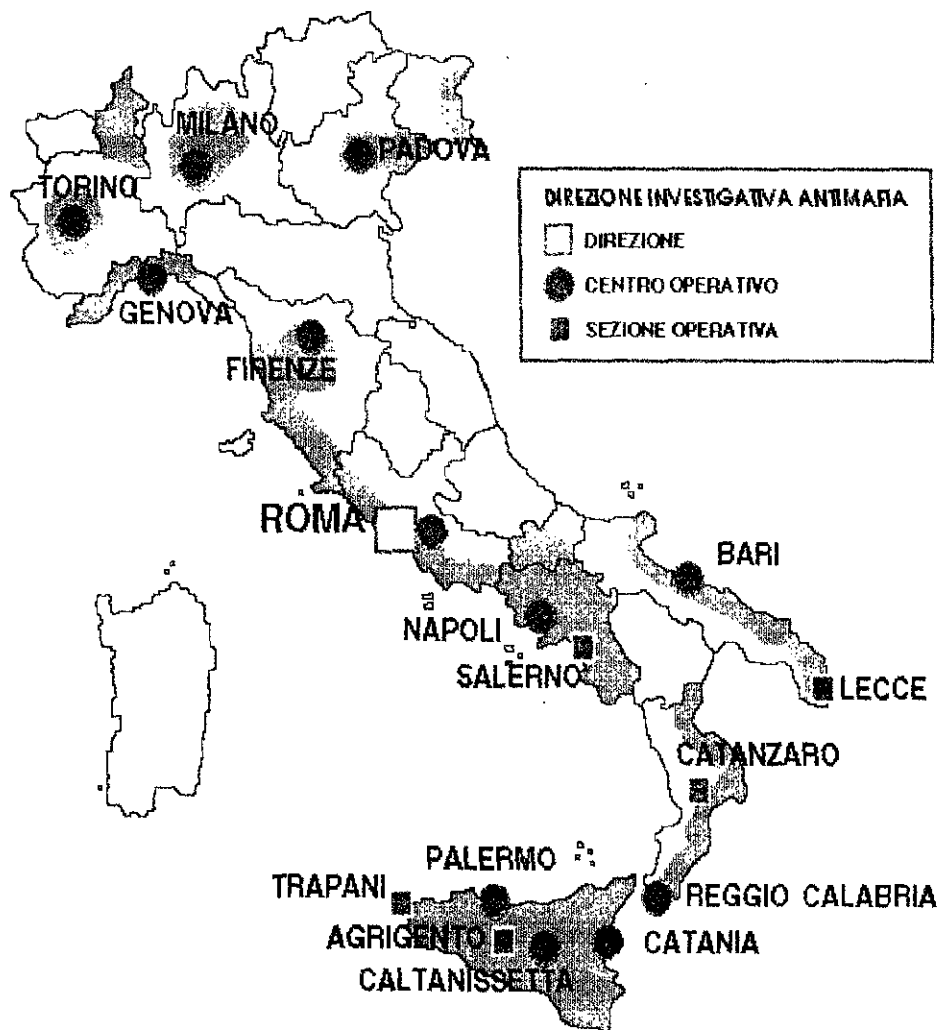 MILANO
PADOVA
TORINO
DIREZIONE INVESTIGATIVA ANTIMAFIA
DIREZIONE
CENTRO OPERATIVO
SEZIONE OPERATIVA
GENOVA
FIRENZE
ROMA
BARI
NAPOLI
SALERNO
LECCE
CATANZARO
PALERMO
TRAPANI
REGGIO CALABRIA
AGRIGENTO
CATANIA
CALTANISSETTA